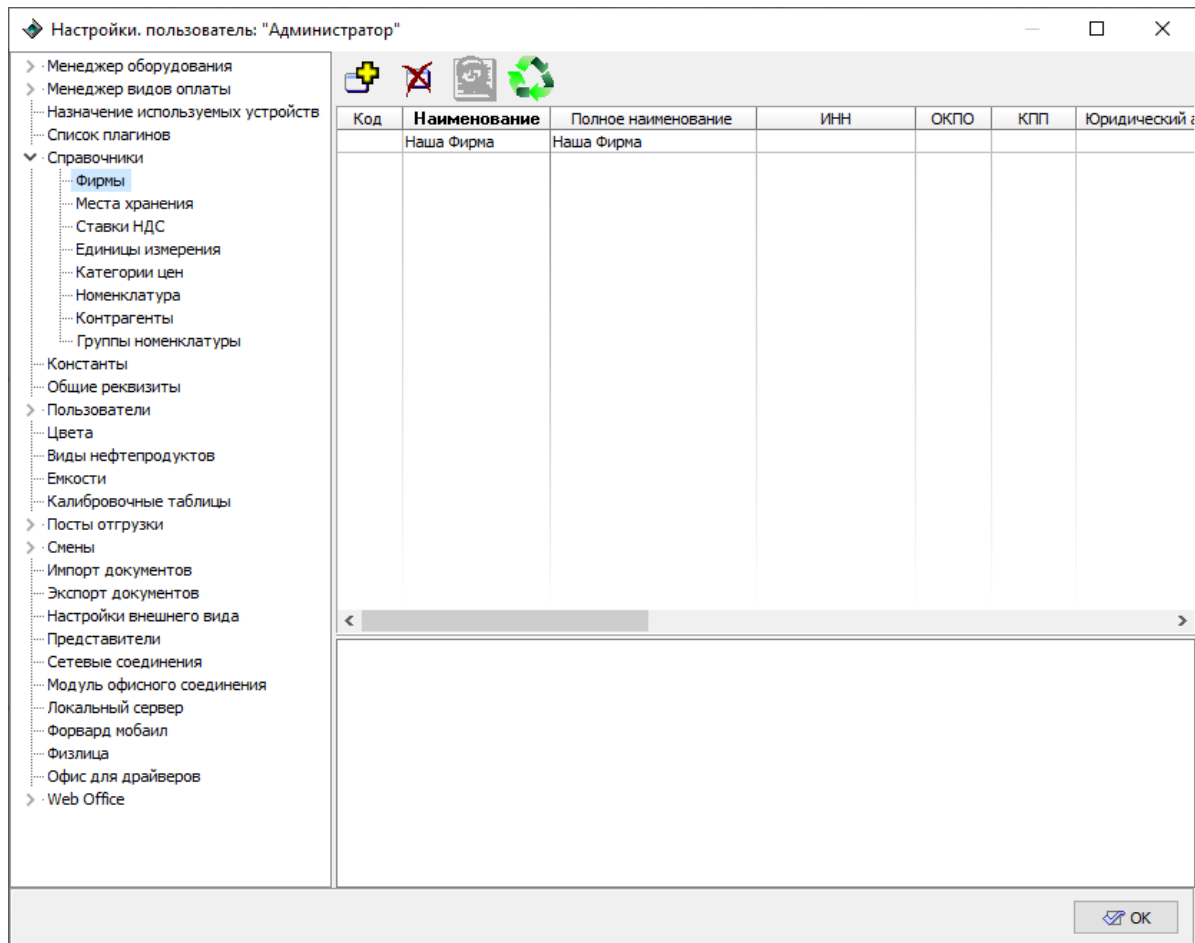 Настройки. пользователь: "Администратор"
Менеджер оборудования
Менеджер видов оплаты
Назначение используемых устройств
Список плагинов
Справочники
Фирмы
Места хранения
Ставки НДС
Единицы измерения
Категории цен
Номенклатура
Контрагенты
Группы номенклатуры
Константы
Общие реквизиты
Пользователи
Цвета
Виды нефтепродуктов
Емкости
Калибровочные таблицы
Посты отгрузки
Смены
Импорт документов
Экспорт документов
Настройки внешнего вида
Представители
Сетевые соединения
Модуль офисного соединения
Локальный сервер
Форвард мобаил
Физлица
Офис для драйверов
Web Office
Код Наименование Полное наименование ИНН ОКПО КПП Юридический а
Наша Фирма Наша Фирма
OK